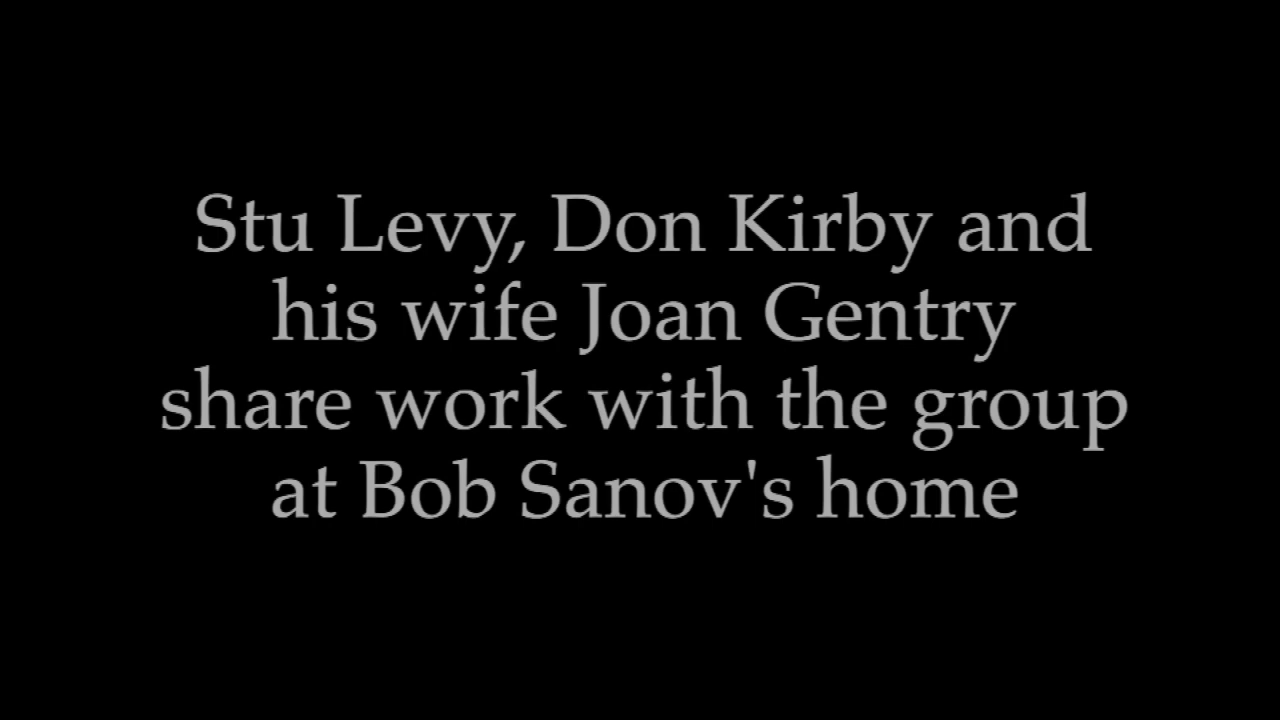 Stu Levy, Don Kirby and
his wife Joan Gentry
share work with the group
at Bob Sanov's home